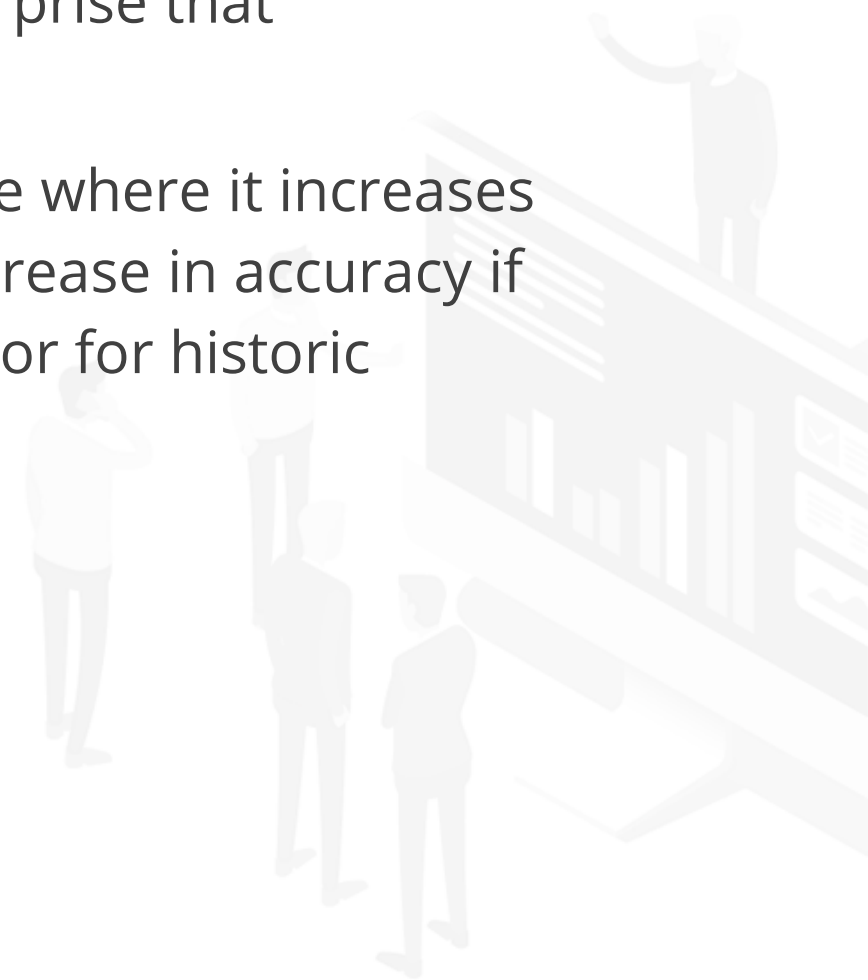 prise that
e where it increases
rease in accuracy if
or for historic